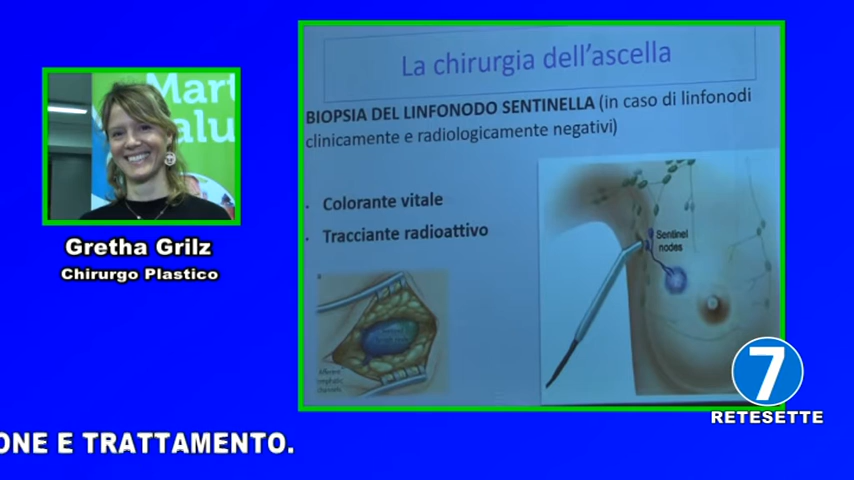 Mart
alu
Gretha Grilz
Chirurgo Plastico
La chirurgia dell'ascella
BIOPSIA DEL LINFONODO SENTINELLA (in caso di linfonodi
clinicamente e radiologicamente negativi)
Colorante vitale
Tracciante radioattivo
Sentinel
nodes
7
RETESETTE
ONE E TRATTAMENTO.